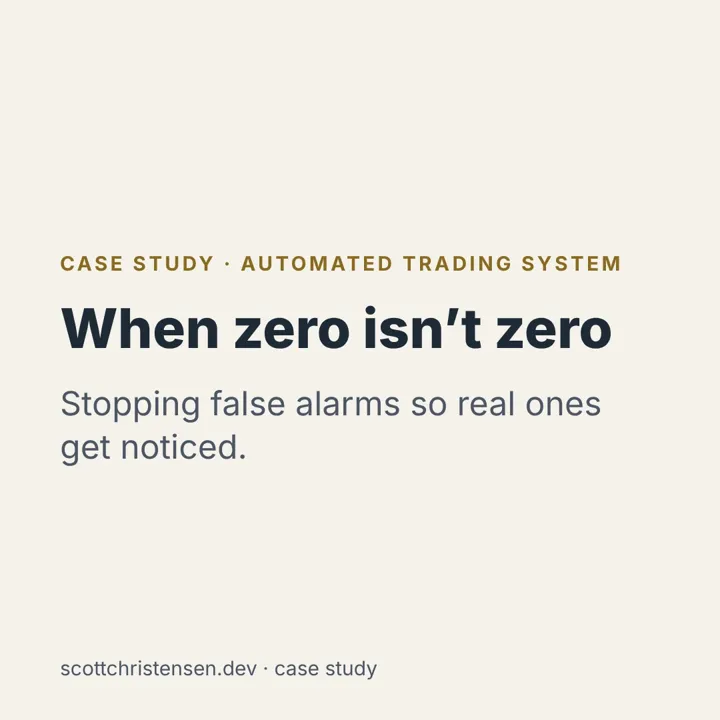 CASE STUDY · AUTOMATED TRADING SYSTEM
When zero isn’t zero
Stopping false alarms so real ones
get noticed.
scottchristensen.dev · case study